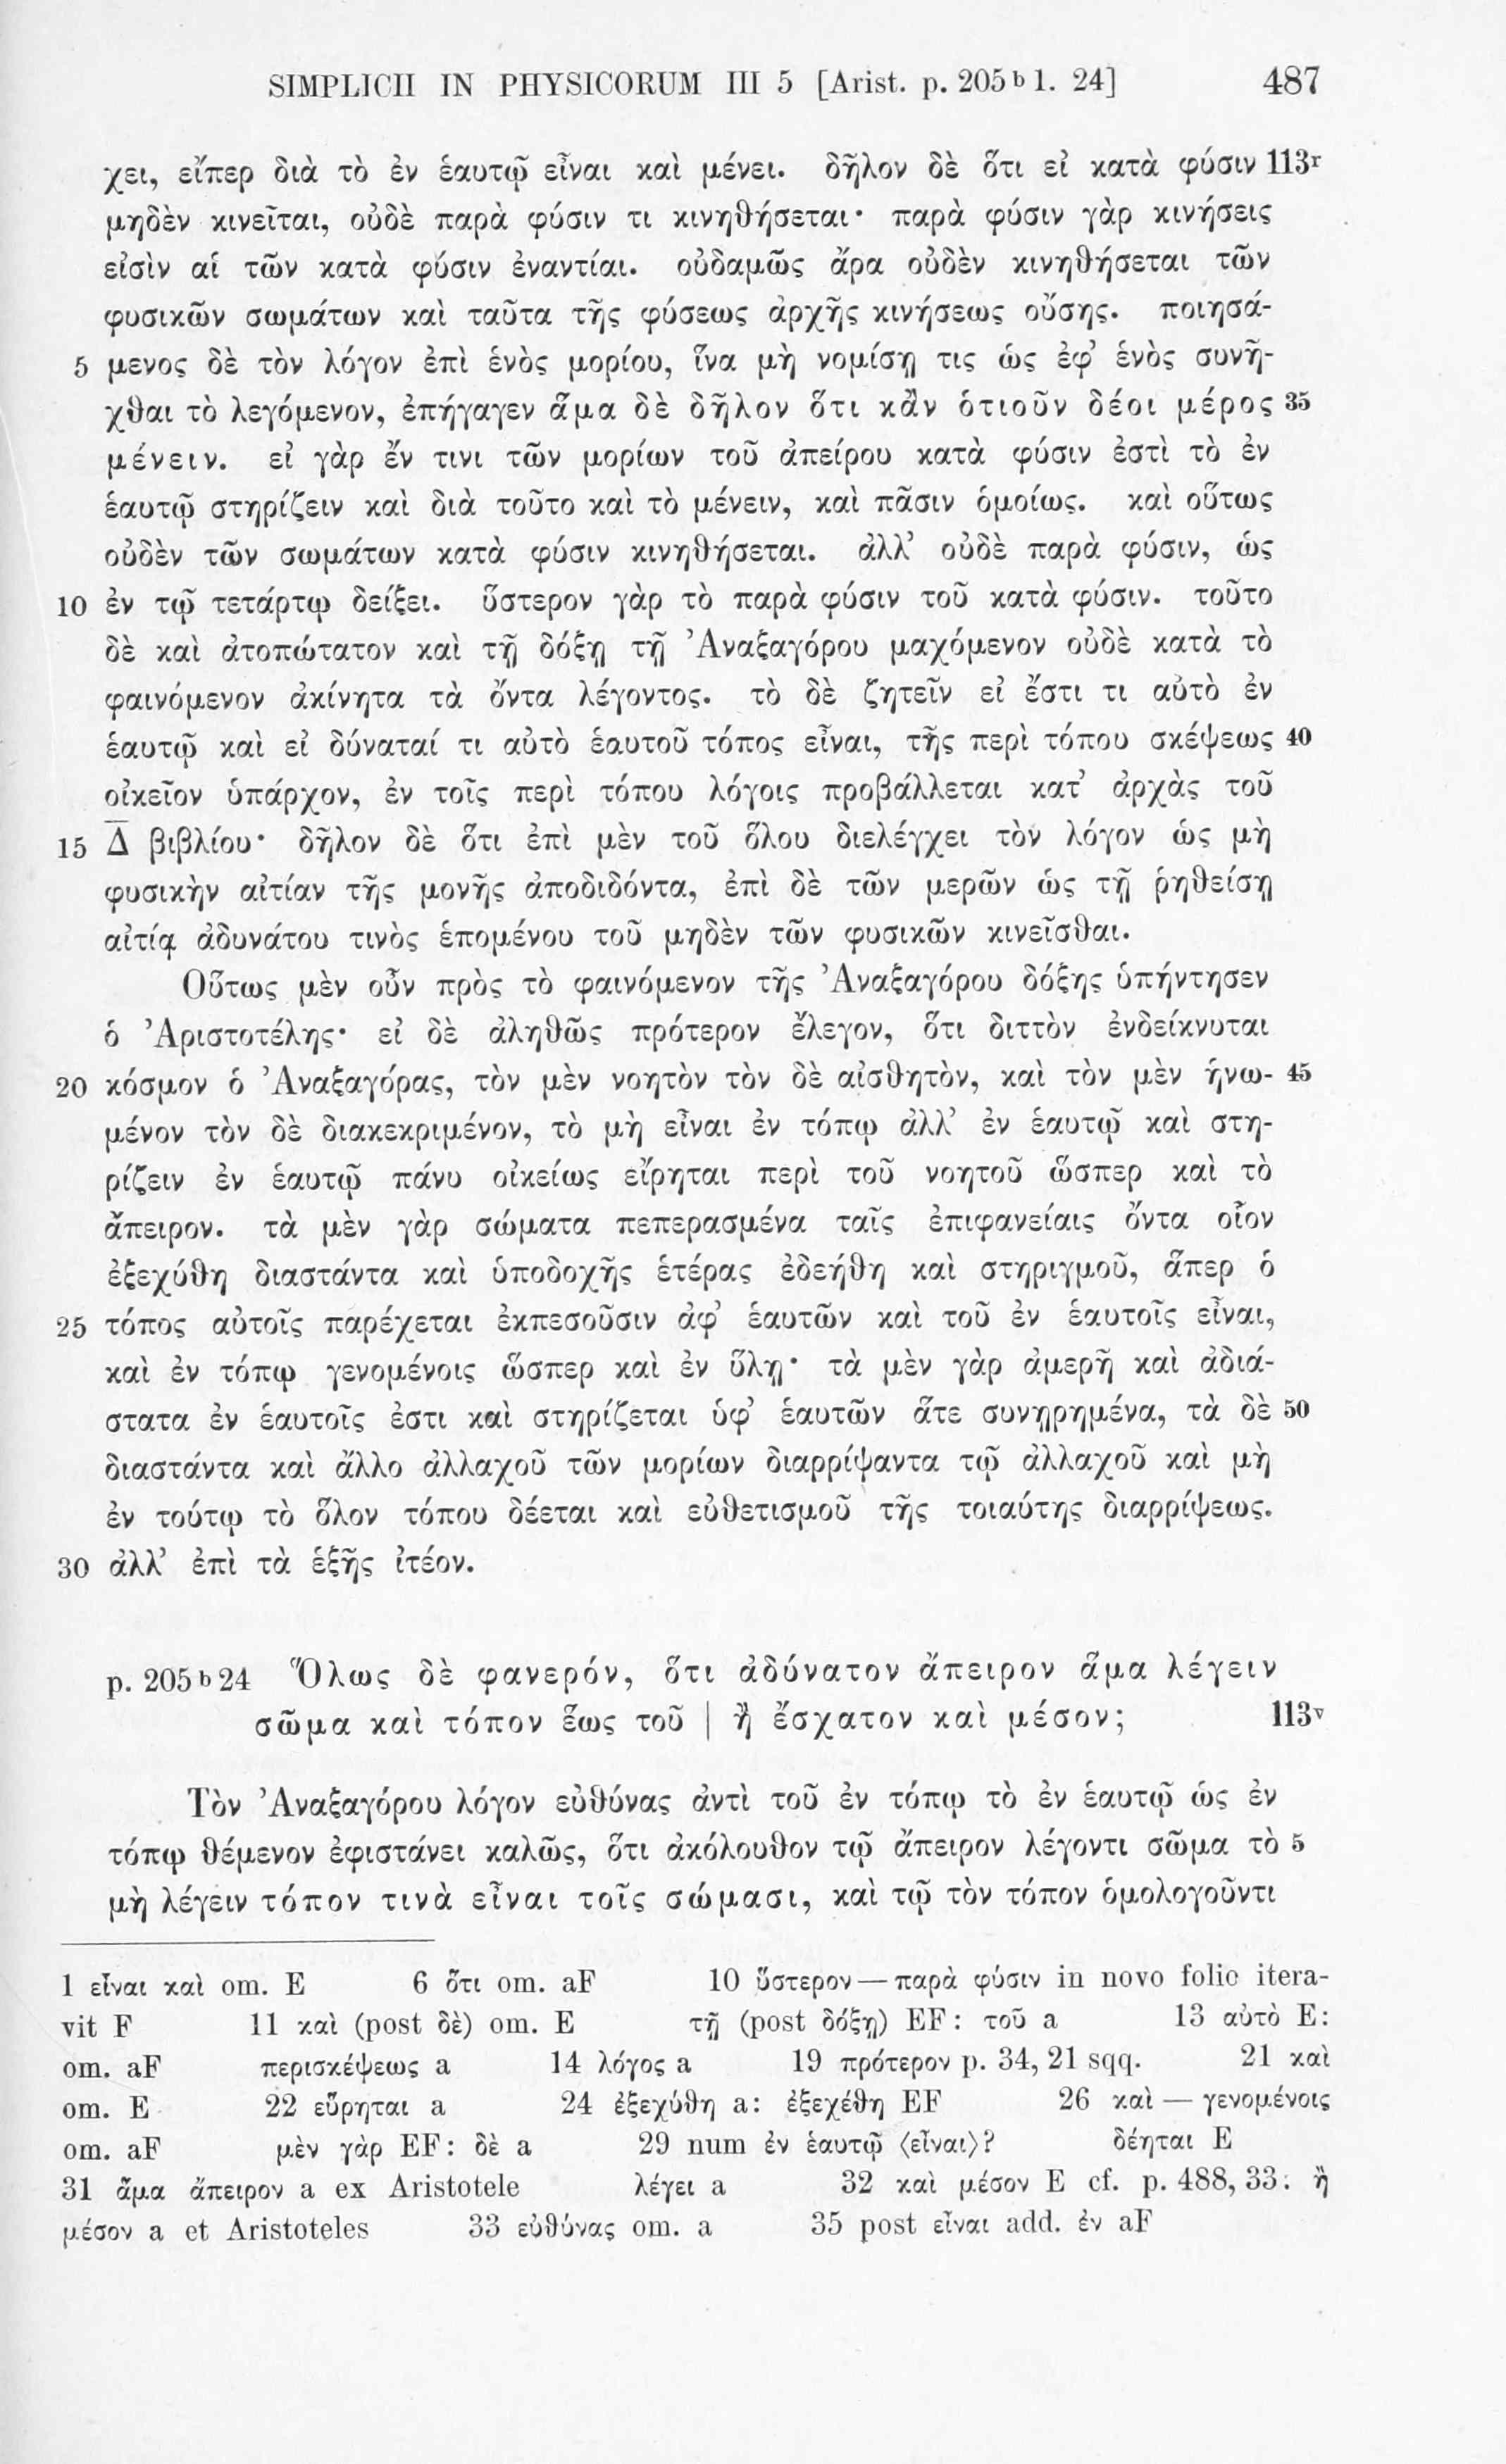 SIMPLICII IN PHYSICORUM III 5 [Arist. p. 205 b l. 24] 487
χει, εἴπερ διὰ τὸ ἐν ἑαυτῷ εἶναι καὶ μένει. δῆλον δὲ ὅτι εἰ κατὰ φύσιν 113r
μηδὲν κινεῖται, οὐδὲ παρὰ φύσιν τι κινηθήσεται· παρὰ φύσιν γὰρ κινήσεις
εἰσὶν αἱ τῶν κατὰ φύσιν ἐναντίαι. οὐδαμῶς ἄρα οὐδὲν κινηθήσεται τῶν
φυσικῶν σωμάτων καὶ ταῦτα τῆς φύσεως ἀρχῆς κινήσεως οὔσης. ποιησά-
5 μενος δὲ τὸν λόγον ἐπὶ ἑνὸς μορίου, ἵνα μὴ νομίσῃ τις ὡς ἐφ’ ἑνὸς συνῆ-
χθαι τὸ λεγόμενον, ἐπήγαγεν ἅμα δὲ δῆλον ὅτι κἂν ὁτιοῦν δέοι μέρος 35
μένειν. εἰ γὰρ ἔν τινι τῶν μορίων τοῦ ἀπείρου κατὰ φύσιν ἐστὶ τὸ ἐν
ἑαυτῷ στηρίζειν καὶ διὰ τοῦτο καὶ τὸ μένειν, καὶ πᾶσιν ὁμοίως. καὶ οὕτως
οὐδὲν τῶν σωμάτων κατὰ φύσιν κινηθήσεται. ἀλλ’ οὐδὲ παρὰ φύσιν, ὡς
10 ἐν τῷ τετάρτῳ δείξει. ὕστερον γὰρ τὸ παρὰ φύσιν τοῦ κατὰ φύσιν. τοῦτο
δὲ καὶ ἀτοπώτατον καὶ τῇ δόξῃ τῇ Ἀναξαγόρου μαχόμενον οὐδὲ κατὰ τὸ
φαινόμενον ἀκίνητα τὰ ὄντα λέγοντος. τὸ δὲ ζητεῖν εἰ ἔστι τι αὐτὸ ἐν
ἑαυτῷ καὶ εἰ δύναταί τι αὐτὸ ἑαυτοῦ τόπος εἶναι, τῆς περὶ τόπου σκέψεως 40
οἰκεῖον ὑπάρχον, ἐν τοῖς περὶ τόπου λόγοις προβάλλεται κατ’ ἀρχὰς τοῦ
15 Δ̅ βιβλίου· δῆλον δὲ ὅτι ἐπὶ μὲν τοῦ ὅλου διελέγχει τὸν λόγον ὡς μὴ
φυσικὴν αἰτίαν τῆς μονῆς ἀποδιδόντα, ἐπὶ δὲ τῶν μερῶν ὡς τῇ ῥηθείσῃ
αἰτίᾳ ἀδυνάτου τινὸς ἑπομένου τοῦ μηδὲν τῶν φυσικῶν κινεῖσθαι.
Οὕτως μὲν οὖν πρὸς τὸ φαινόμενον τῆς Ἀναξαγόρου δόξης ὑπήντησεν
ὁ Ἀριστοτέλης· εἰ δὲ ἀληθῶς πρότερον ἔλεγον, ὅτι διττὸν ἐνδείκνυται
20 κόσμον ὁ Ἀναξαγόρας, τὸν μὲν νοητὸν τὸν δὲ αἰσθητὸν, καὶ τὸν μὲν ἡνω- 45
μένον τὸν δὲ διακεκριμένον, τὸ μὴ εἶναι ἐν τόπῳ ἀλλ’ ἐν ἑαυτῷ καὶ στη-
ρίζειν ἐν ἑαυτῷ πάνυ οἰκείως εἴρηται περὶ τοῦ νοητοῦ ὥσπερ καὶ τὸ
ἄπειρον. τὰ μὲν γὰρ σώματα πεπερασμένα ταῖς ἐπιφανείαις ὄντα οἷον
ἐξεχύθη διαστάντα καὶ ὑποδοχῆς ἑτέρας ἐδεήθη καὶ στηριγμοῦ, ἅπερ ὁ
25 τόπος αὐτοῖς παρέχεται ἐκπεσοῦσιν ἀφ’ ἑαυτῶν καὶ τοῦ ἐν ἑαυτοῖς εἶναι,
καὶ ἐν τόπῳ γενομένοις ὥσπερ καὶ ἐν ὕλῃ· τὰ μὲν γὰρ ἀμερῆ καὶ ἀδιά-
στατα ἐν ἑαυτοῖς ἐστι καὶ στηρίζεται ὑφ’ ἑαυτῶν ἅτε συνῃρημένα, τὰ δὲ 50
διαστάντα καὶ ἄλλο ἀλλαχοῦ τῶν μορίων διαρρίψαντα τῷ ἀλλαχοῦ καὶ μὴ
ἐν τούτῳ τὸ ὅλον τόπου δέεται καὶ εὐθετισμοῦ τῆς τοιαύτης διαρρίψεως.
30 ἀλλ’ ἐπὶ τὰ ἑξῆς ἰτέον.
p. 205 b 24 Ὅλως δὲ φανερόν, ὅτι ἀδύνατον ἄπειρον ἅμα λέγειν
σῶμα καὶ τόπον ἕως τοῦ | ἢ ἔσχατον καὶ μέσον; 113v
Τὸν Ἀναξαγόρου λόγον εὐθύνας ἀντὶ τοῦ ἐν τόπῳ τὸ ἐν ἑαυτῷ ὡς ἐν
τόπῳ θέμενον ἐφιστάνει καλῶς, ὅτι ἀκόλουθον τῷ ἄπειρον λέγοντι σῶμα τὸ 5
μὴ λέγειν τόπον τινὰ εἶναι τοῖς σώμασι, καὶ τῷ τὸν τόπον ὁμολογοῦντι
1 εἶναι καὶ om. E 6 ὅτι om. aF 10 ὕστερον — παρὰ φύσιν in novo folio itera-
vit F 11 καὶ (post δὲ) om. E τῇ (post δόξῃ) EF: τοῦ a 13 αὐτὸ E:
om. aF περισκέψεως a 14 λόγος a 19 πρότερον p. 34, 21 sqq. 21 καὶ
om. E 22 εὕρηται a 24 ἐξεχύθη a: ἐξεχέθη EF 26 καὶ — γενομένοις
om. aF μὲν γὰρ EF: δὲ a 29 num ἐν ἑαυτῷ ⟨εἶναι⟩? δέηται E
31 ἅμα ἄπειρον a ex Aristotele λέγει a 32 καὶ μέσον E cf. p. 488, 33: ἢ
μέσον a et Aristoteles 33 εὐθύνας om. a 35 post εἶναι add. ἐν aF